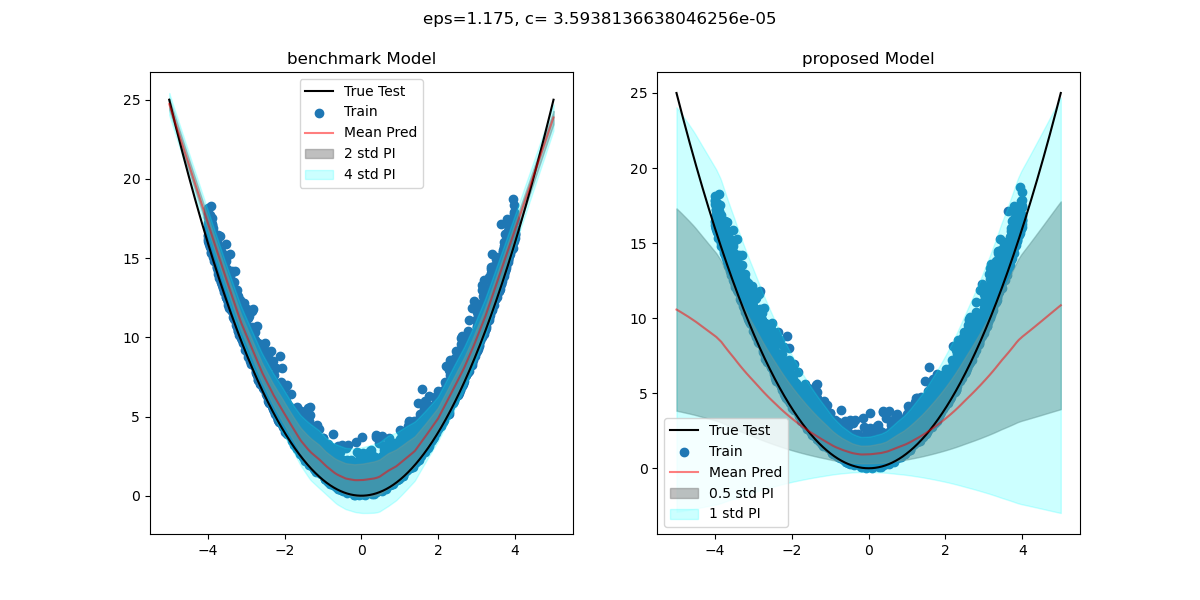 eps=1.175, c= 3.5938136638046256e-05
benchmark Model
True Test
Train
Mean Pred
2 std PI
4 std PI
25
20
15
10
5
0
−4
−2
0
2
4
proposed Model
25
20
15
10
5
0
True Test
Train
Mean Pred
0.5 std PI
1 std PI
−4
−2
0
2
4